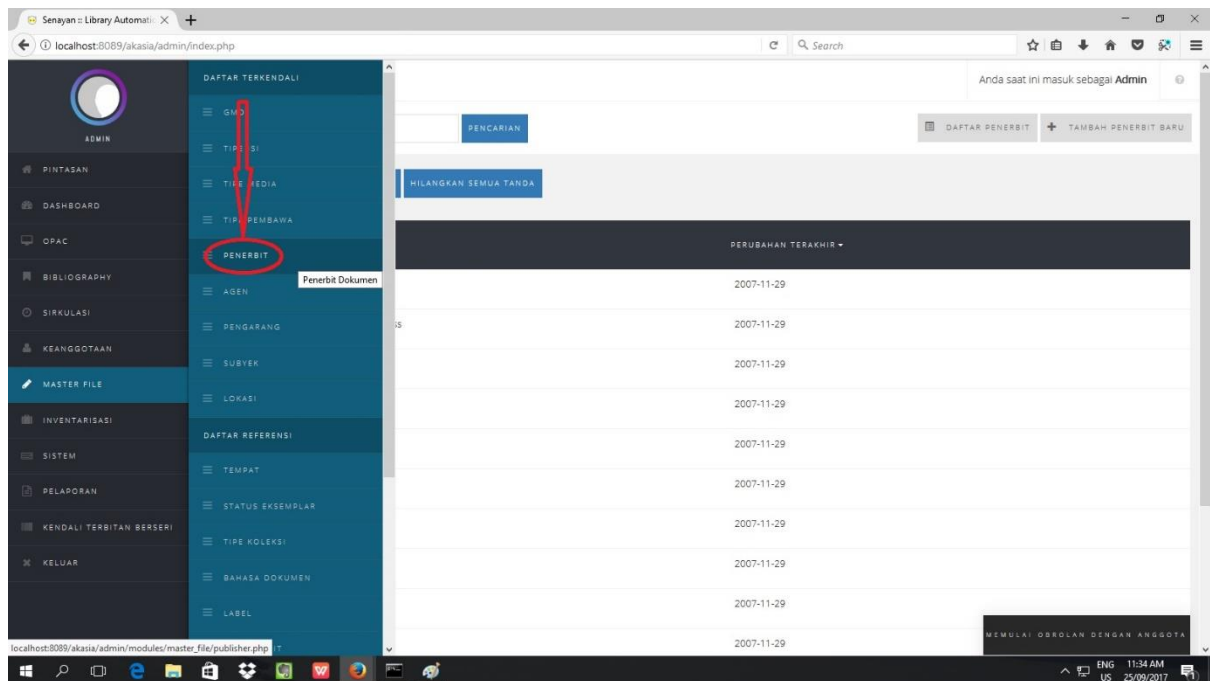 Senayan :: Library Automatic
localhost:8089/akasia/admin/index.php
Search
ADMIN
PINTASAN
DASHBOARD
OPAC
BIBLIOGRAPHY
SIRKULASI
KEANGGOTAAN
MASTER FILE
INVENTARISASI
SISTEM
PELAPORAN
KENDALI TERBITAN BERSERI
KELUAR
DAFTAR TERKENDALI
GMD
TIPE ISI
TIPE MEDIA
TIPE PEMBAWA
PENERBIT
Penerbit Dokumen
AGEN
PENGARANG
SUBYEK
LOKASI
DAFTAR REFERENSI
TEMPAT
STATUS EKSEMPLAR
TIPE KOLEKSI
BAHASA DOKUMEN
LABEL
Anda saat ini masuk sebagai Admin
PENCARIAN
DAFTAR PENERBIT
TAMBAH PENERBIT BARU
HILANGKAN SEMUA TANDA
PERUBAHAN TERAKHIR
2007-11-29
ss 2007-11-29
2007-11-29
2007-11-29
2007-11-29
2007-11-29
2007-11-29
2007-11-29
2007-11-29
2007-11-29
MEMULAI OBROLAN DENGAN ANGGOTA
localhost:8089/akasia/admin/modules/master_file/publisher.php
ENG 11:34 AM
US 25/09/2017